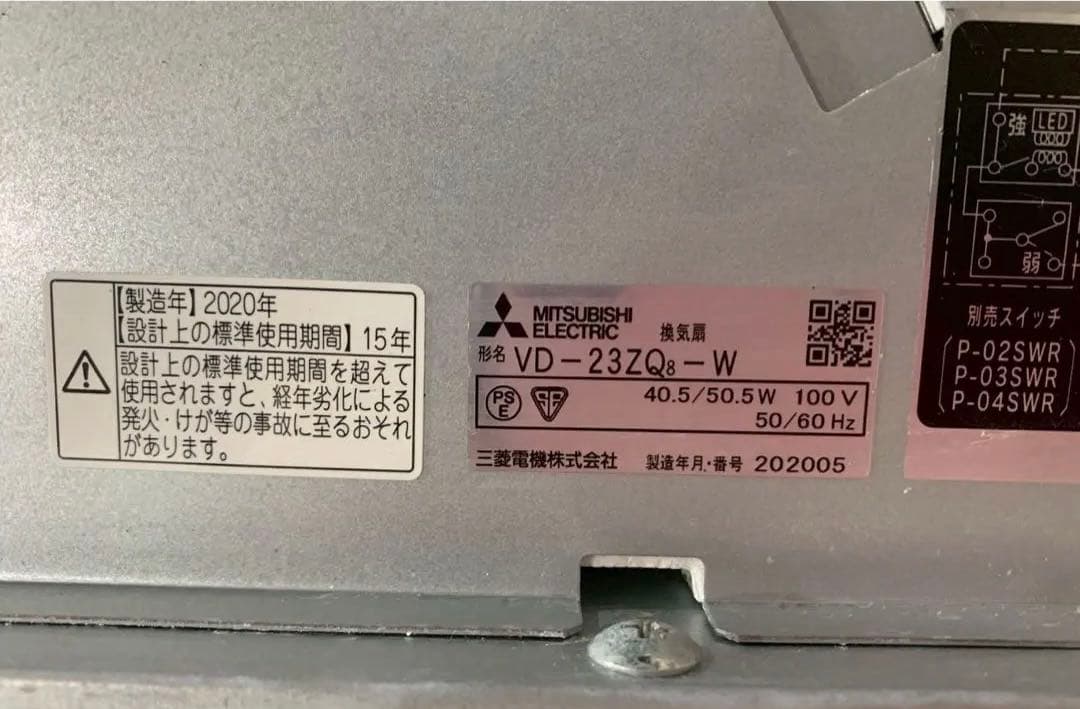 【製造年】2020年
【設計上の標準使用期間】15年
設計上の標準使用期間を超えて
使用されますと、経年劣化による
発火・けが等の事故に至るおそれ
があります。
MITSUBISHI
ELECTRIC
換気扇
形名 VD-23ZQ8-W
PS
E
40.5/50.5W 100V
50/60Hz
三菱電機株式会社 製造年月・番号 202005
強 LED
弱
別売スイッチ
P-02SWR
P-03SWR
P-04SWR